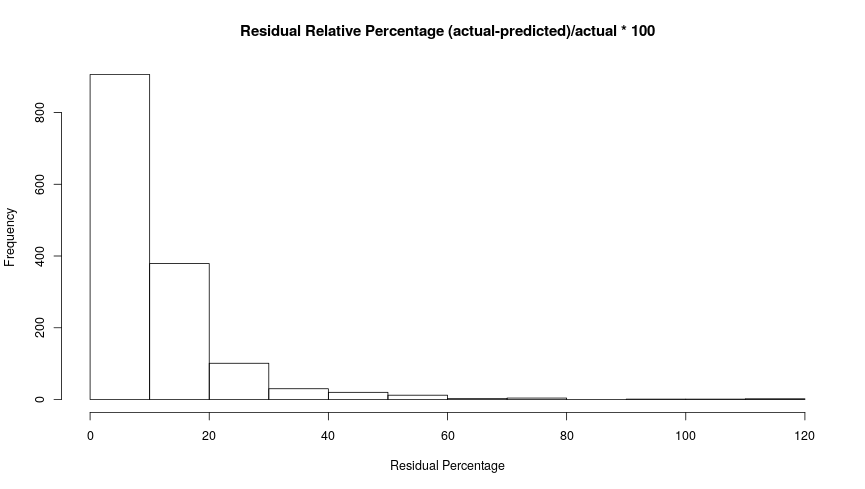 Residual Relative Percentage (actual-predicted)/actual * 100
Frequency
800
600
400
200
0
0 20 40 60 80 100 120
Residual Percentage